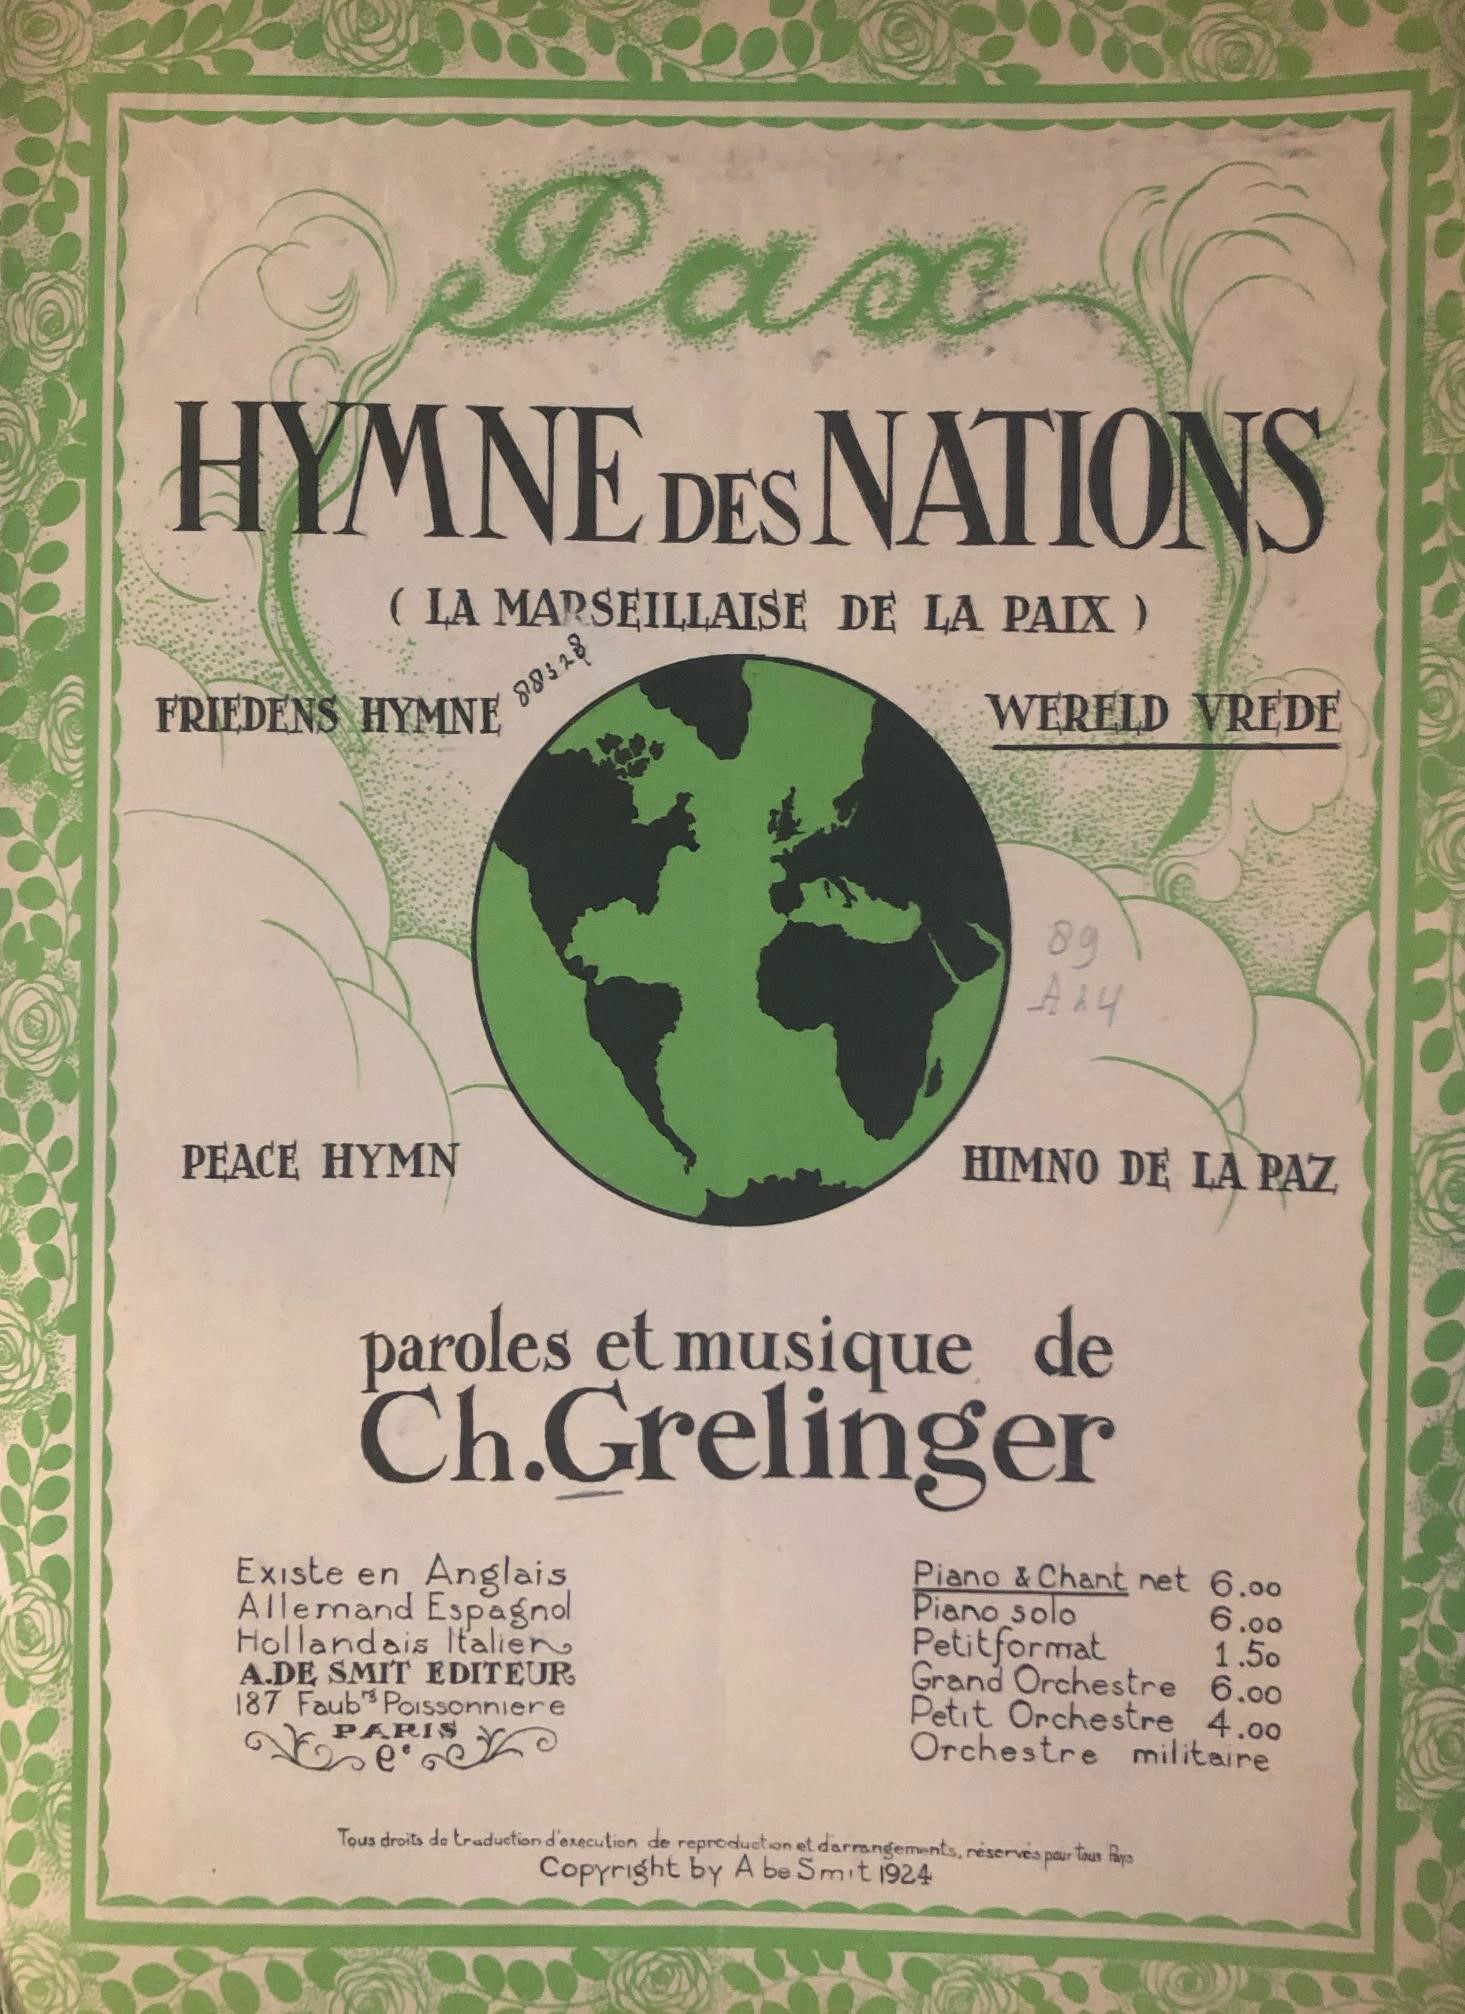 Pax
HYMNE DES NATIONS
( LA MARSEILLAISE DE LA PAIX )
88328
FRIEDENS HYMNE
WERELD VREDE
89
A 24
PEACE HYMN
HIMNO DE LA PAZ
paroles et musique de
Ch. Grelinger
Existe en Anglais
Allemand Espagnol
Hollandais Italien
A. DE SMIT EDITEUR
187 Faubrs Poissonniere
PARIS
Piano & Chant net 6.00
Piano solo 6.00
Petit format 1.50
Grand Orchestre 6.00
Petit Orchestre 4.00
Orchestre militaire
Tous droits de traduction d'execution de reproduction et d'arrangements, réservés pour tous Pays
Copyright by A be Smit 1924